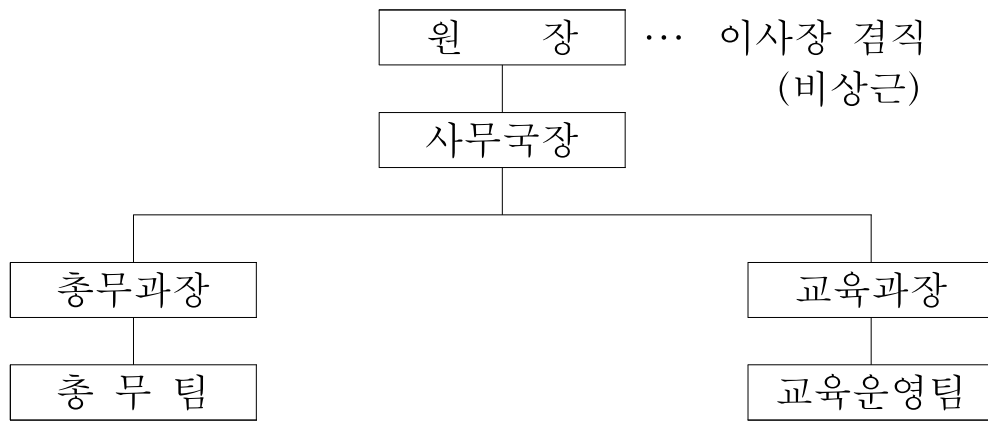 원 장 … 이사장 겸직
(비상근)
사무국장
총무과장 교육과장
총 무 팀 교육운영팀